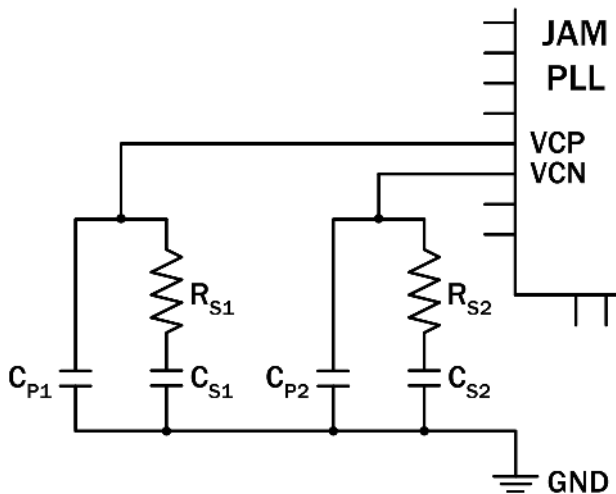 JAM
PLL
VCP
VCN
RS1
RS2
CP1
CS1
CP2
CS2
GND